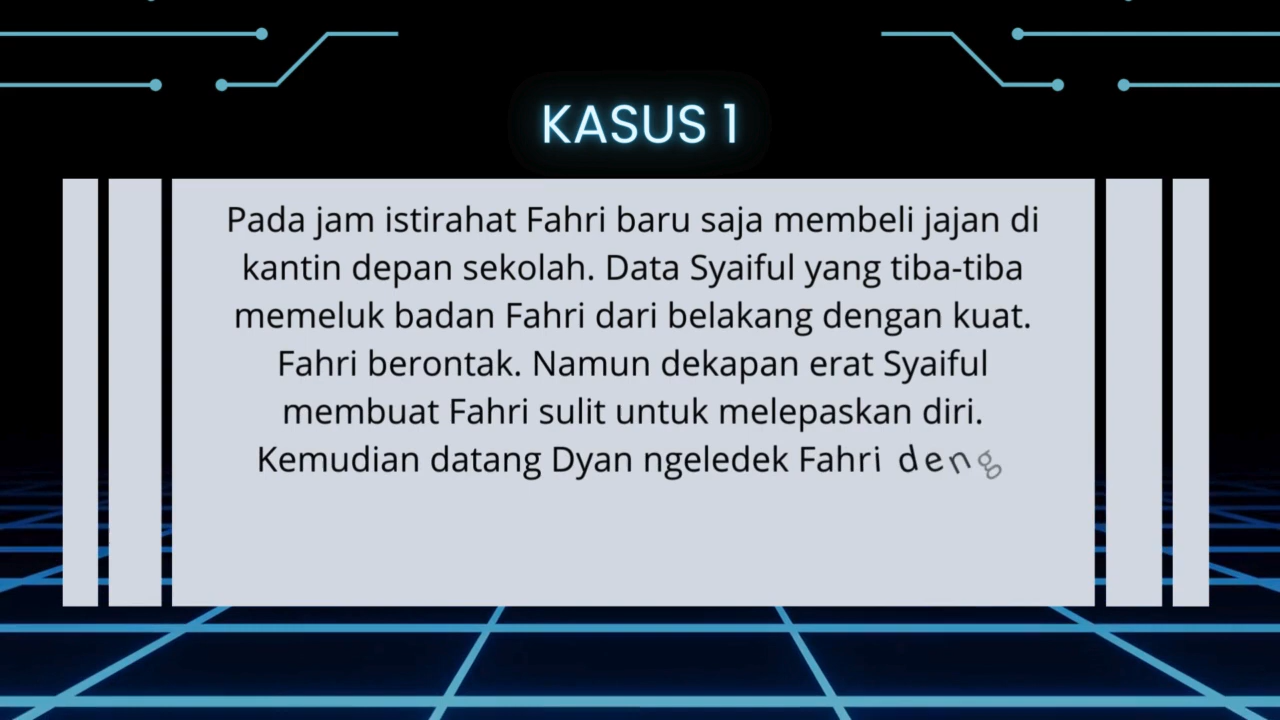 KASUS 1
Pada jam istirahat Fahri baru saja membeli jajan di
kantin depan sekolah. Data Syaiful yang tiba-tiba
memeluk badan Fahri dari belakang dengan kuat.
Fahri berontak. Namun dekapan erat Syaiful
membuat Fahri sulit untuk melepaskan diri.
Kemudian datang Dyan ngeledek Fahri deng